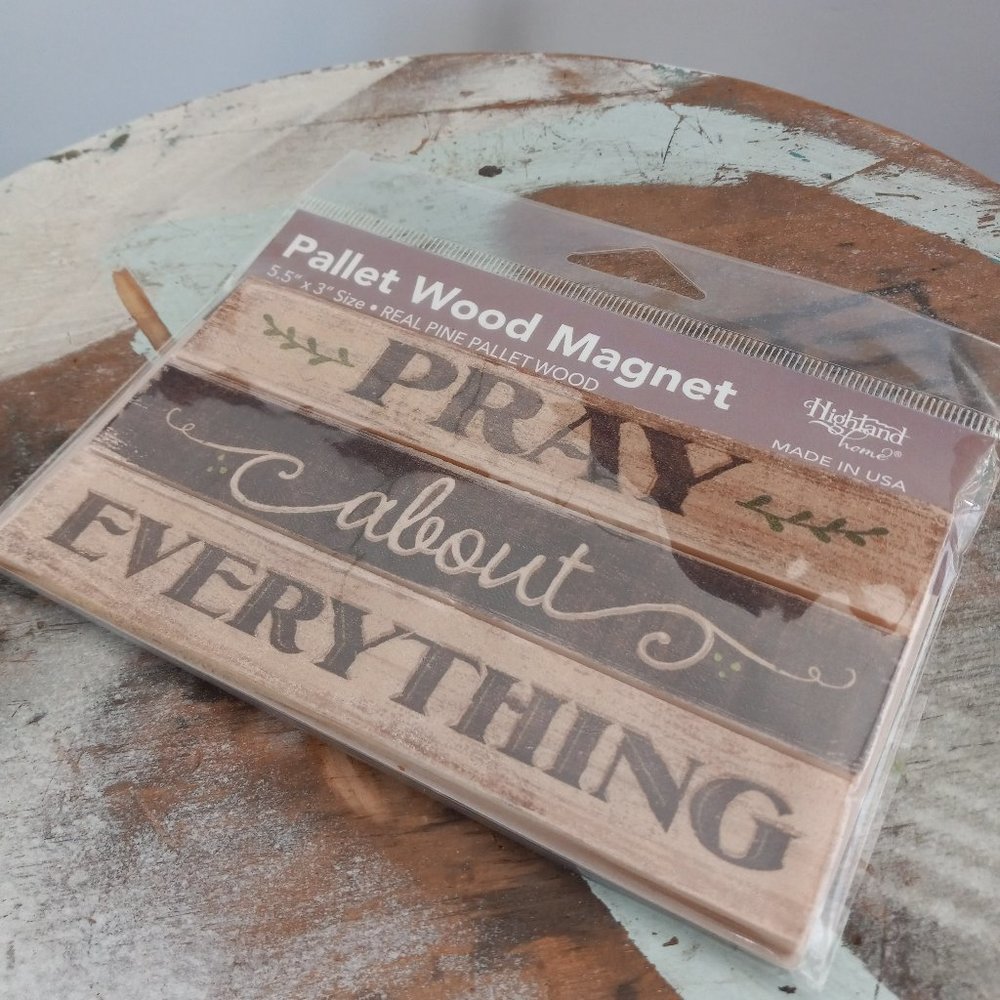 Pallet Wood Magnet
5.5" x 3" Size • REAL PINE PALLET WOOD
Highland
home®
MADE IN USA
PRAY
about
EVERYTHING